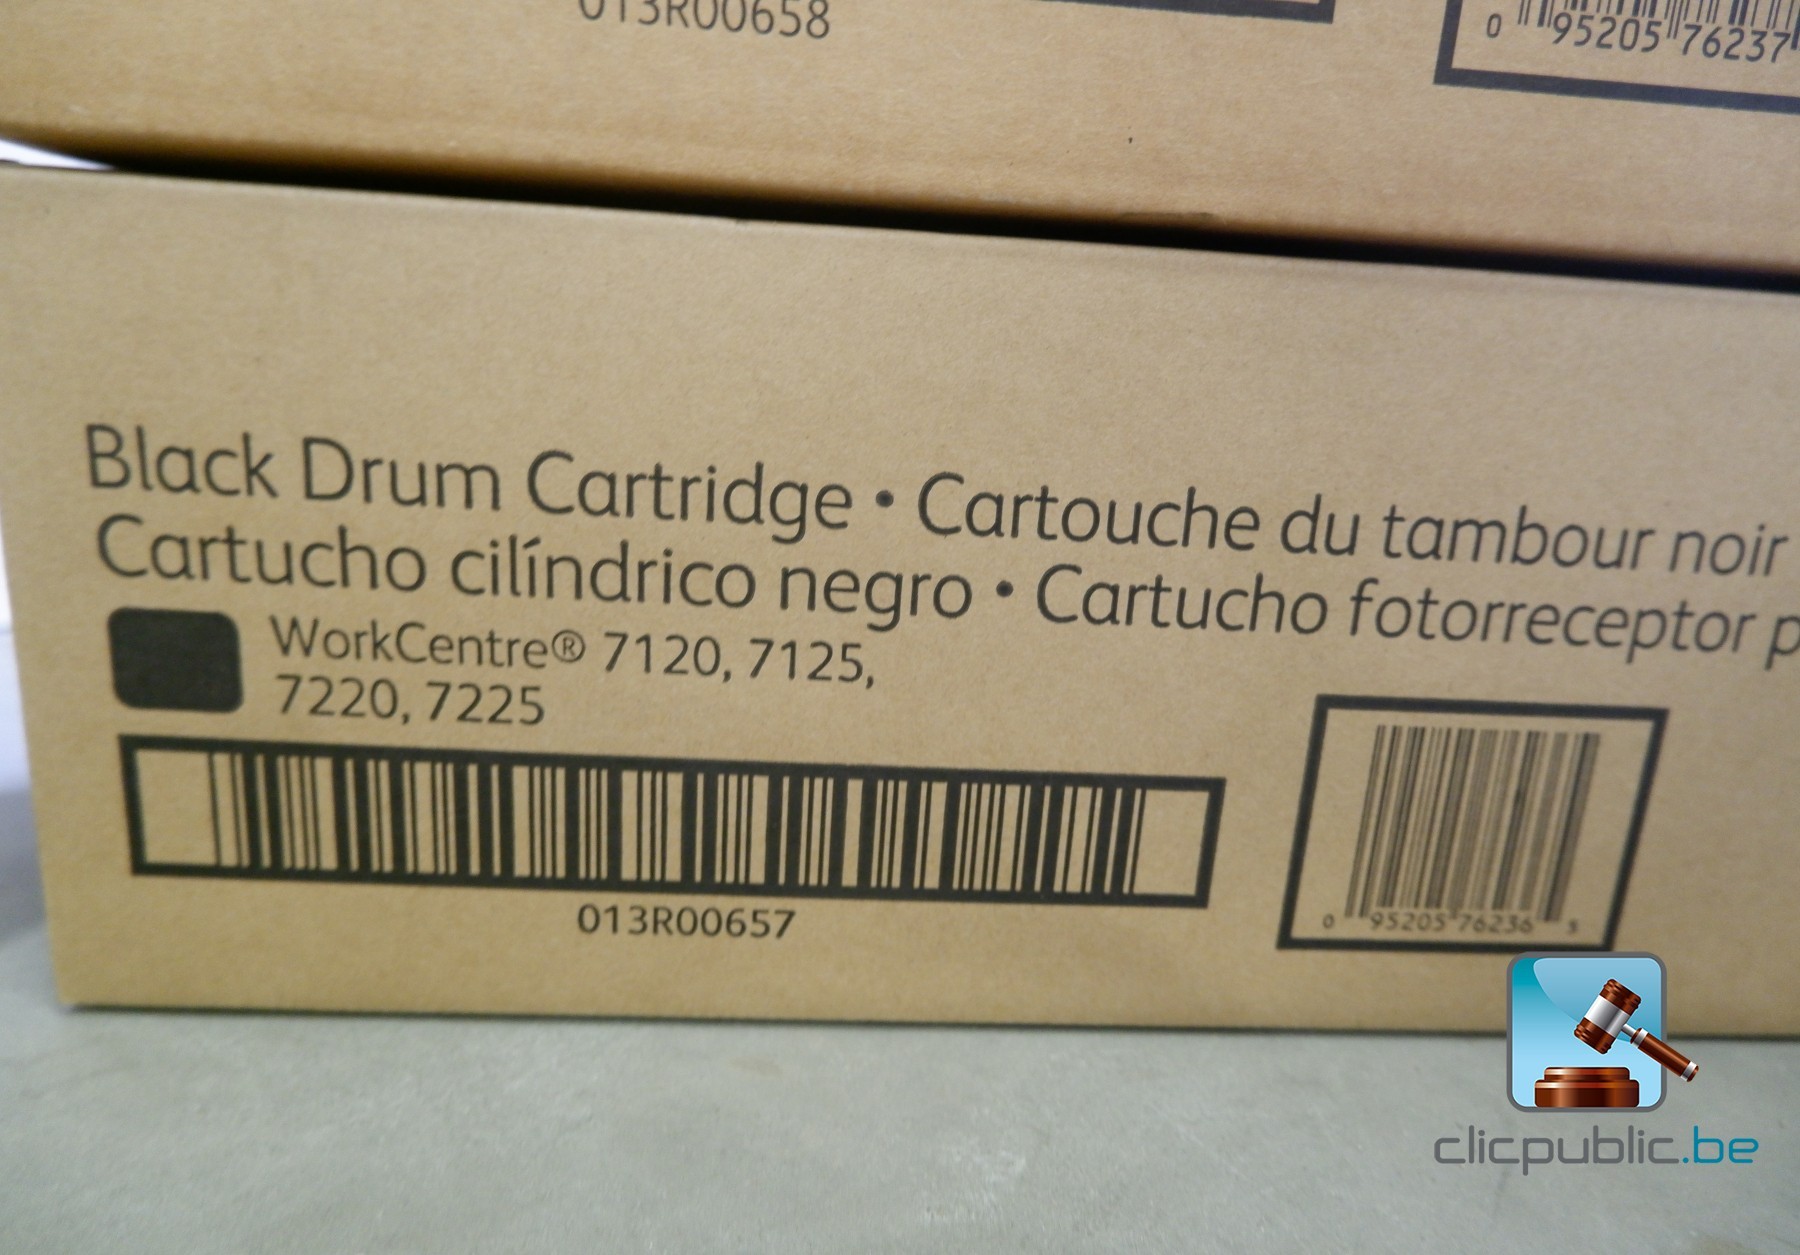 013R00658
0 95205 76237
Black Drum Cartridge • Cartouche du tambour noir
Cartucho cilíndrico negro • Cartucho fotorreceptor p
WorkCentre® 7120, 7125,
7220, 7225
013R00657
0 95205 76236 5
clicpublic.be